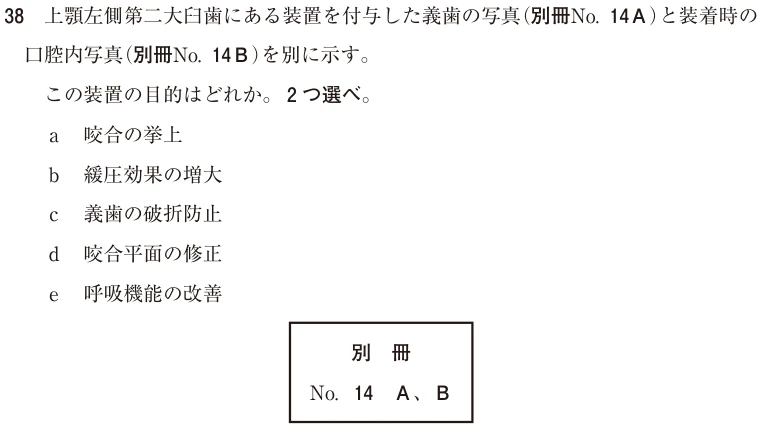 38 上顎左側第二大臼歯にある装置を付与した義歯の写真(別冊No. 14A)と装着時の
口腔内写真(別冊No. 14B)を別に示す。
この装置の目的はどれか。2つ選べ。
a 咬合の挙上
b 緩圧効果の増大
c 義歯の破折防止
d 咬合平面の修正
e 呼吸機能の改善
別 冊
No. 14 A、B